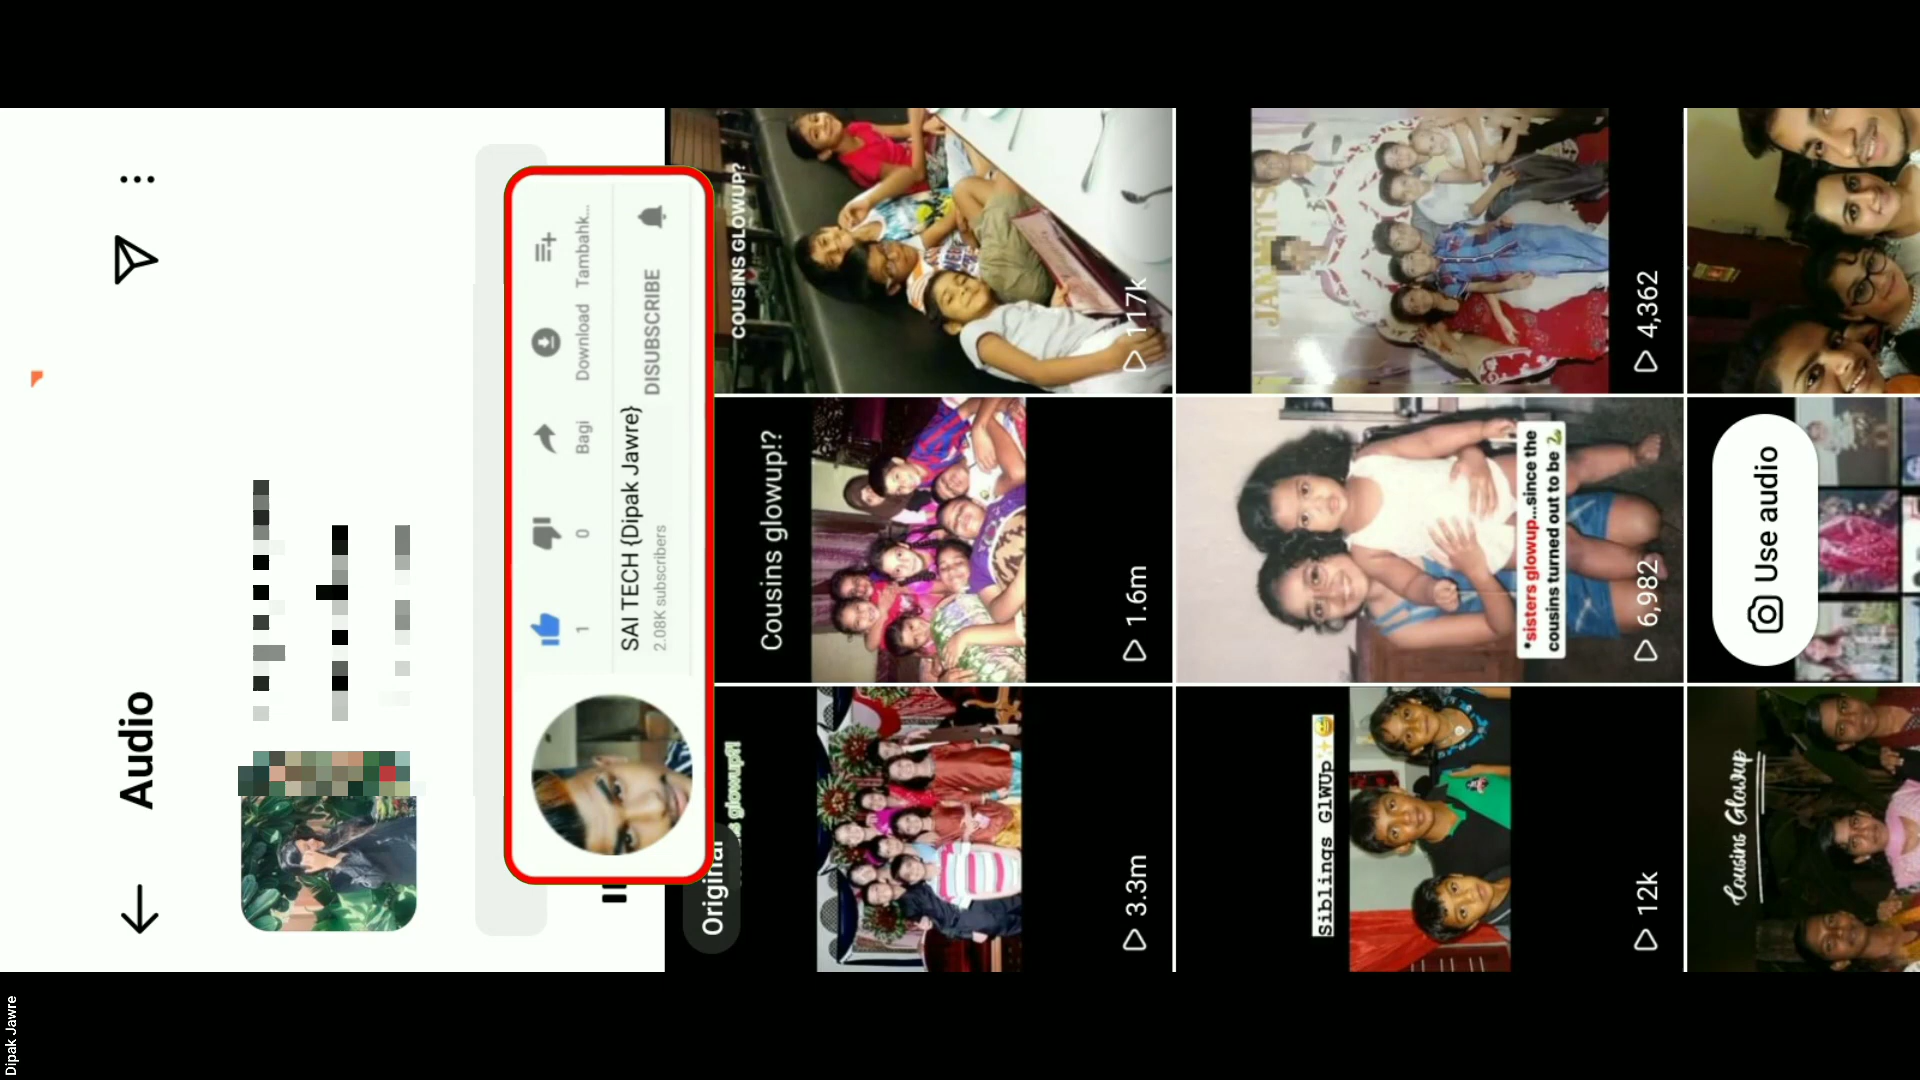 Audio
1
0
Bagi
Download
Tambahk...
SAI TECH {Dipak Jawre}
2.08K subscribers
DISUBSCRIBE
Original
s glowup?!
3.3m
Cousins glowup!?
1.6m
COUSINS GLOWUP?
117k
Siblings GlWUp✨😅
12k
*sisters glowup...since the
cousins turned out to be 🐍
6,982
4,362
Cousins Glowup
Use audio
Dipak Jawre